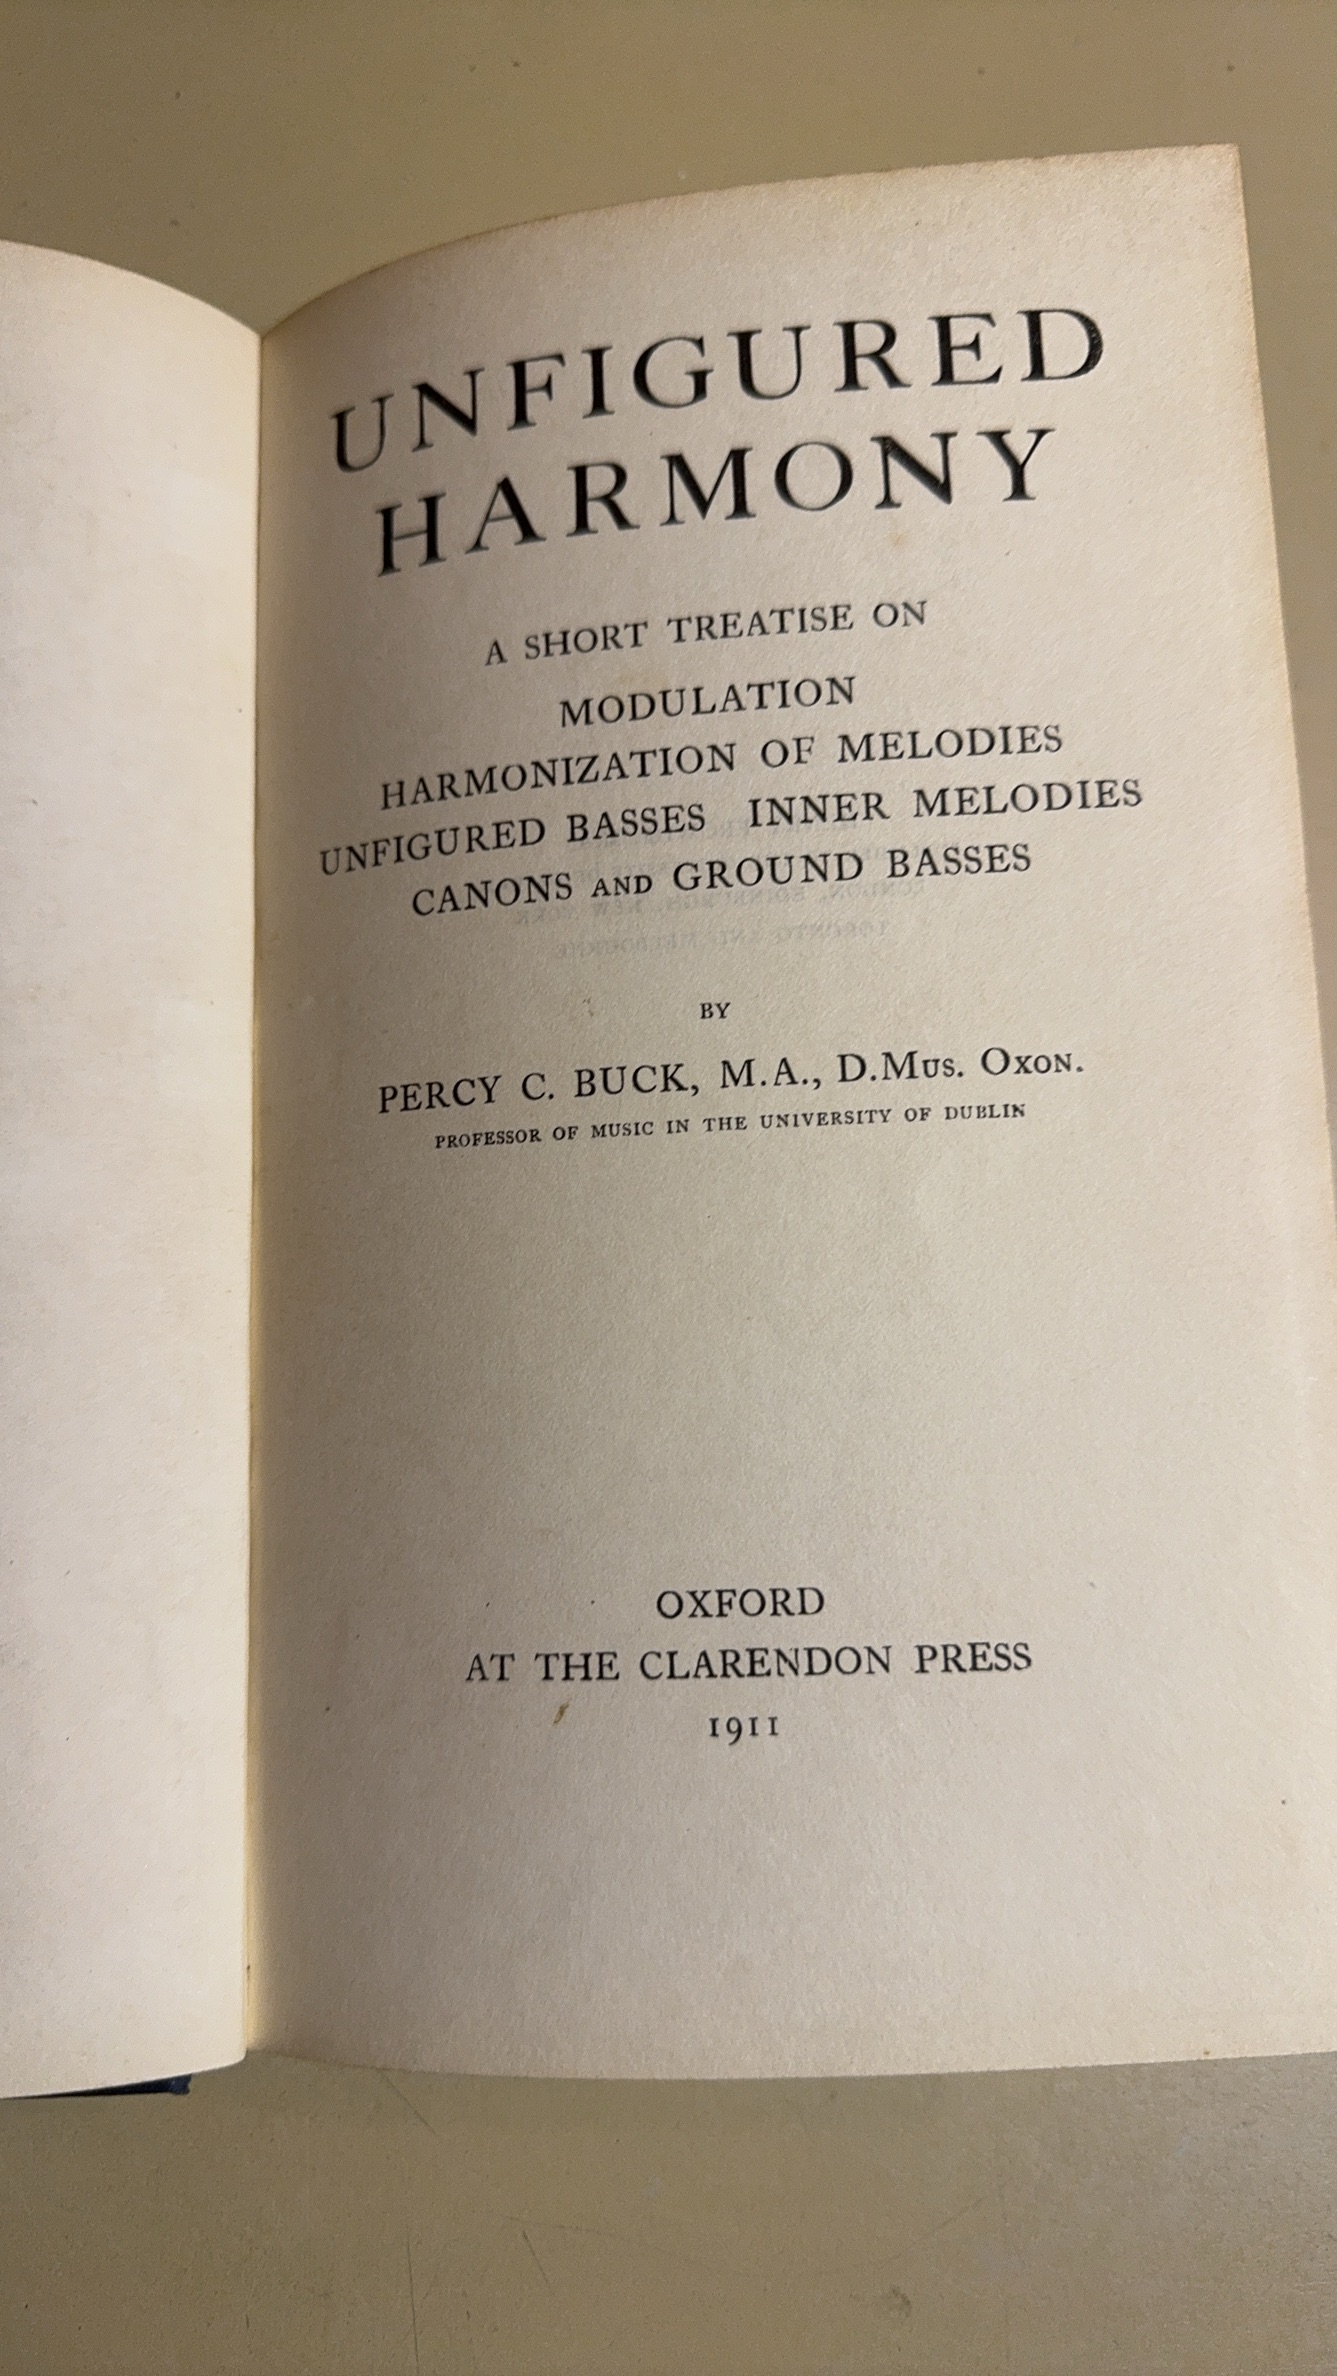 UNFIGURED
HARMONY
A SHORT TREATISE ON
MODULATION
HARMONIZATION OF MELODIES
UNFIGURED BASSES INNER MELODIES
CANONS AND GROUND BASSES
BY
PERCY C. BUCK, M.A., D.MUS. OXON.
PROFESSOR OF MUSIC IN THE UNIVERSITY OF DUBLIN
OXFORD
AT THE CLARENDON PRESS
1911